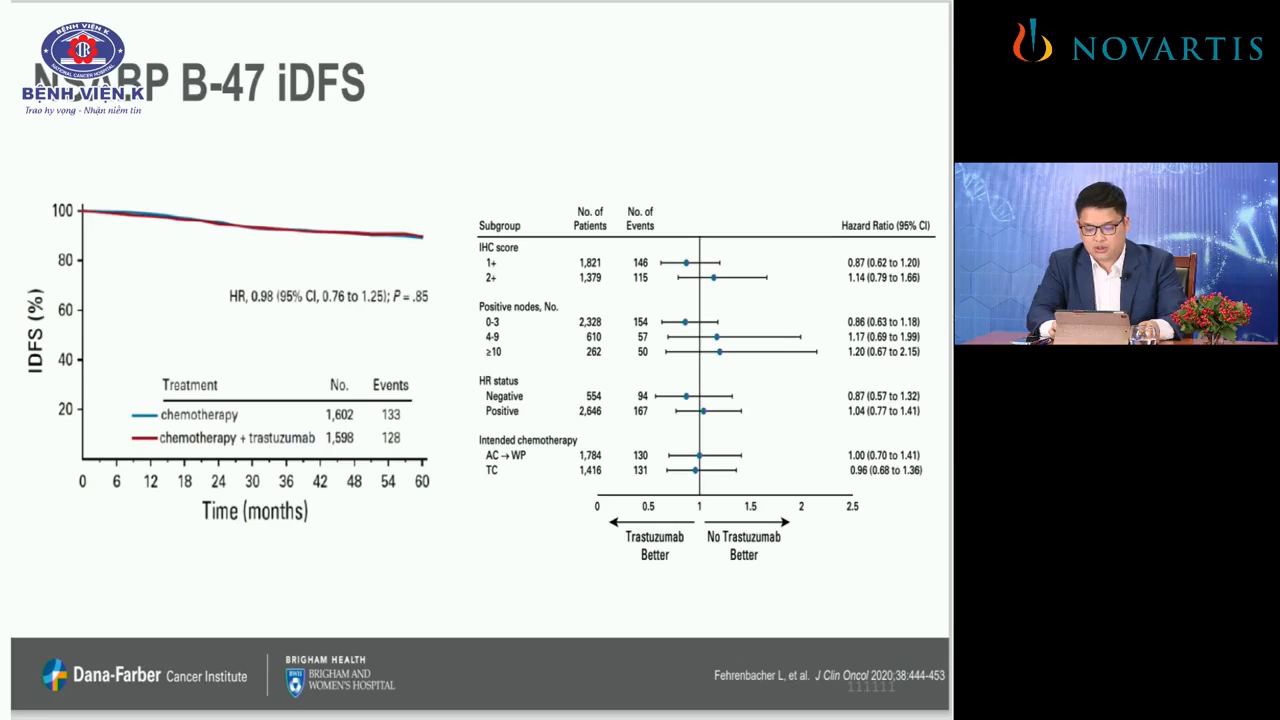 BỆNH VIỆN K
NATIONAL CANCER HOSPITAL
NSABP B-47 iDFS
BỆNH VIỆN K
Trao hy vọng - Nhận niềm tin
NOVARTIS
100
80
60
40
20
iDFS (%)
HR, 0.98 (95% CI, 0.76 to 1.25); P = .85
Treatment No. Events
chemotherapy 1,602 133
chemotherapy + trastuzumab 1,598 128
0 6 12 18 24 30 36 42 48 54 60
Time (months)
Subgroup No. of Patients No. of Events Hazard Ratio (95% CI)
IHC score
1+ 1,821 146 0.87 (0.62 to 1.20)
2+ 1,379 115 1.14 (0.79 to 1.66)
Positive nodes, No.
0-3 2,328 154 0.86 (0.63 to 1.18)
4-9 610 57 1.17 (0.69 to 1.99)
≥10 262 50 1.20 (0.67 to 2.15)
HR status
Negative 554 94 0.87 (0.57 to 1.32)
Positive 2,646 167 1.04 (0.77 to 1.41)
Intended chemotherapy
AC → WP 1,784 130 1.00 (0.70 to 1.41)
TC 1,416 131 0.96 (0.68 to 1.36)
0 0.5 1 1.5 2 2.5
Trastuzumab Better
No Trastuzumab Better
Dana-Farber Cancer Institute
BRIGHAM HEALTH
BWH
BRIGHAM AND
WOMEN'S HOSPITAL
Fehrenbacher L, et al. J Clin Oncol 2020;38:444-453
111111